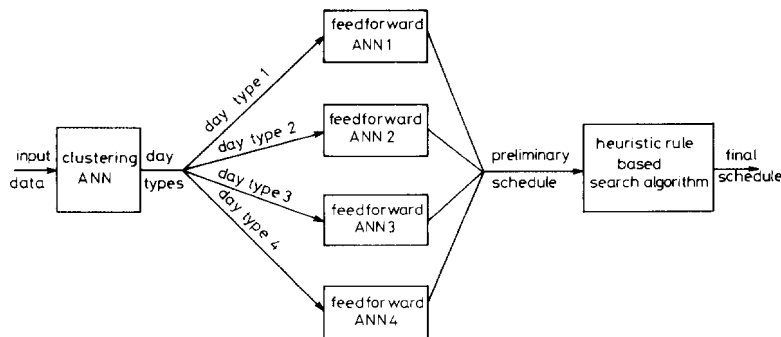 input
data
clustering
ANN
day
types
day type 1
day type 2
day type 3
day type 4
feedforward
ANN 1
feedforward
ANN 2
feedforward
ANN 3
feedforward
ANN 4
preliminary
schedule
heuristic rule
based
search algorithm
final
schedule